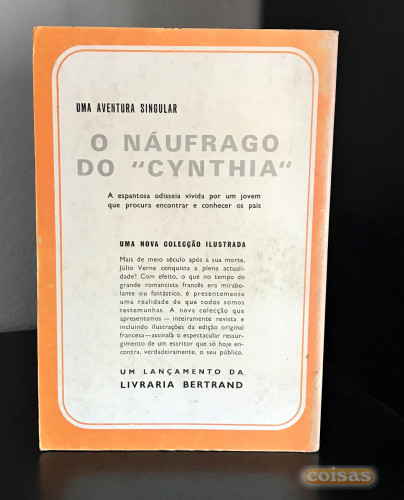 UMA AVENTURA SINGULAR
O NÁUFRAGO
DO "CYNTHIA"
A espantosa odisseia vivida por um jovem
que procura encontrar e conhecer os pais
UMA NOVA COLECÇÃO ILUSTRADA
Mais de meio século após a sua morte,
Júlio Verne conquista a plena actuali-
dade! Com efeito, o que no tempo do
grande romancista francês era mirabo-
lante ou fantástico, é presentemente
uma realidade de que todos somos
testemunhas. A nova colecção que
apresentamos — inteiramente revista e
incluindo ilustrações da edição original
francesa — assinala o espectacular ressur-
gimento de um escritor que só hoje en-
contra, verdadeiramente, o seu público.
UM LANÇAMENTO DA
LIVRARIA BERTRAND
coisas